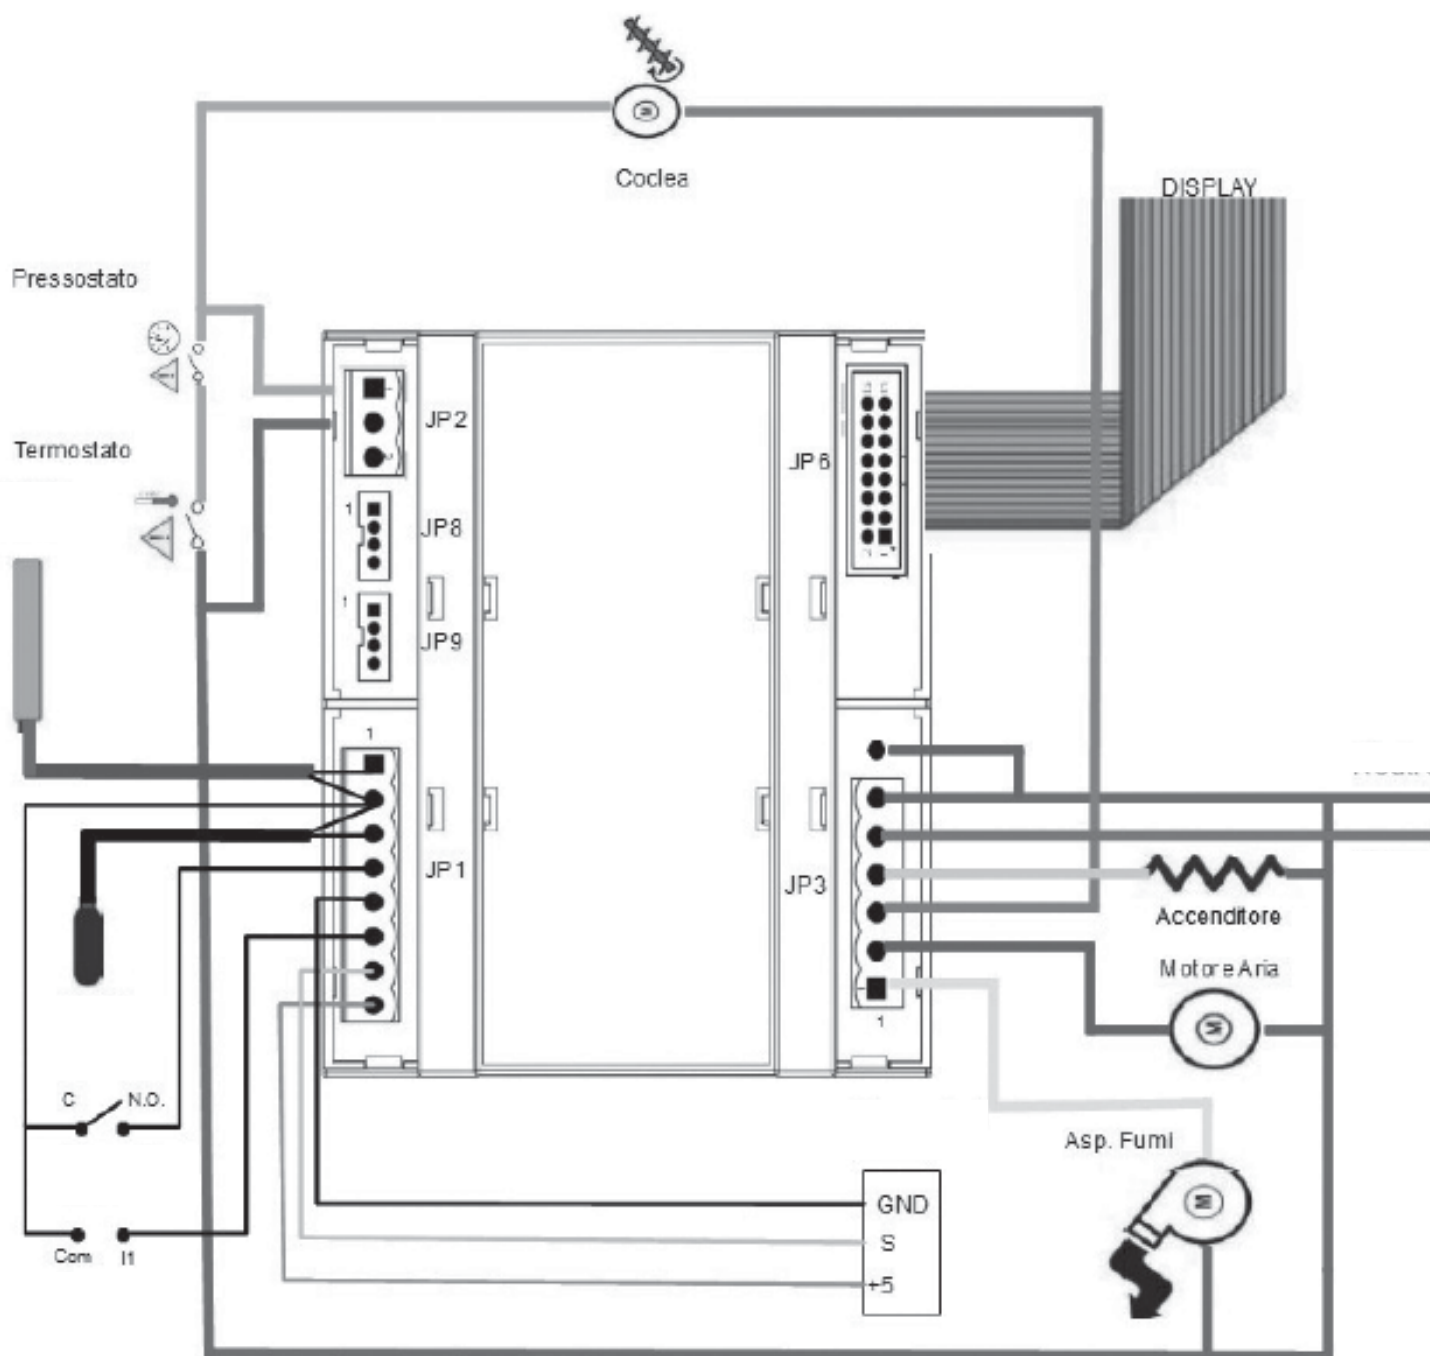 Coclea
DISPLAY
Pressostato
Termostato
JP2
JP6
1
JP8
1
JP9
1
JP1
JP3
Accenditore
Motore Aria
1
C
N.O.
Asp. Fumi
GND
S
+5
Com
I1